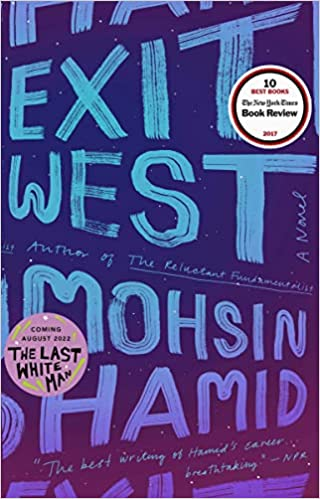 EXIT
10
BEST BOOKS
The New York Times
Book Review
2017
WEST
A Novel
Author of The Reluctant Fundamentalist
MOHSIN
COMING
AUGUST 2022
THE LAST
WHITE
MAN
HAMID
"The best writing of Hamid's career...
breathtaking." —NPR